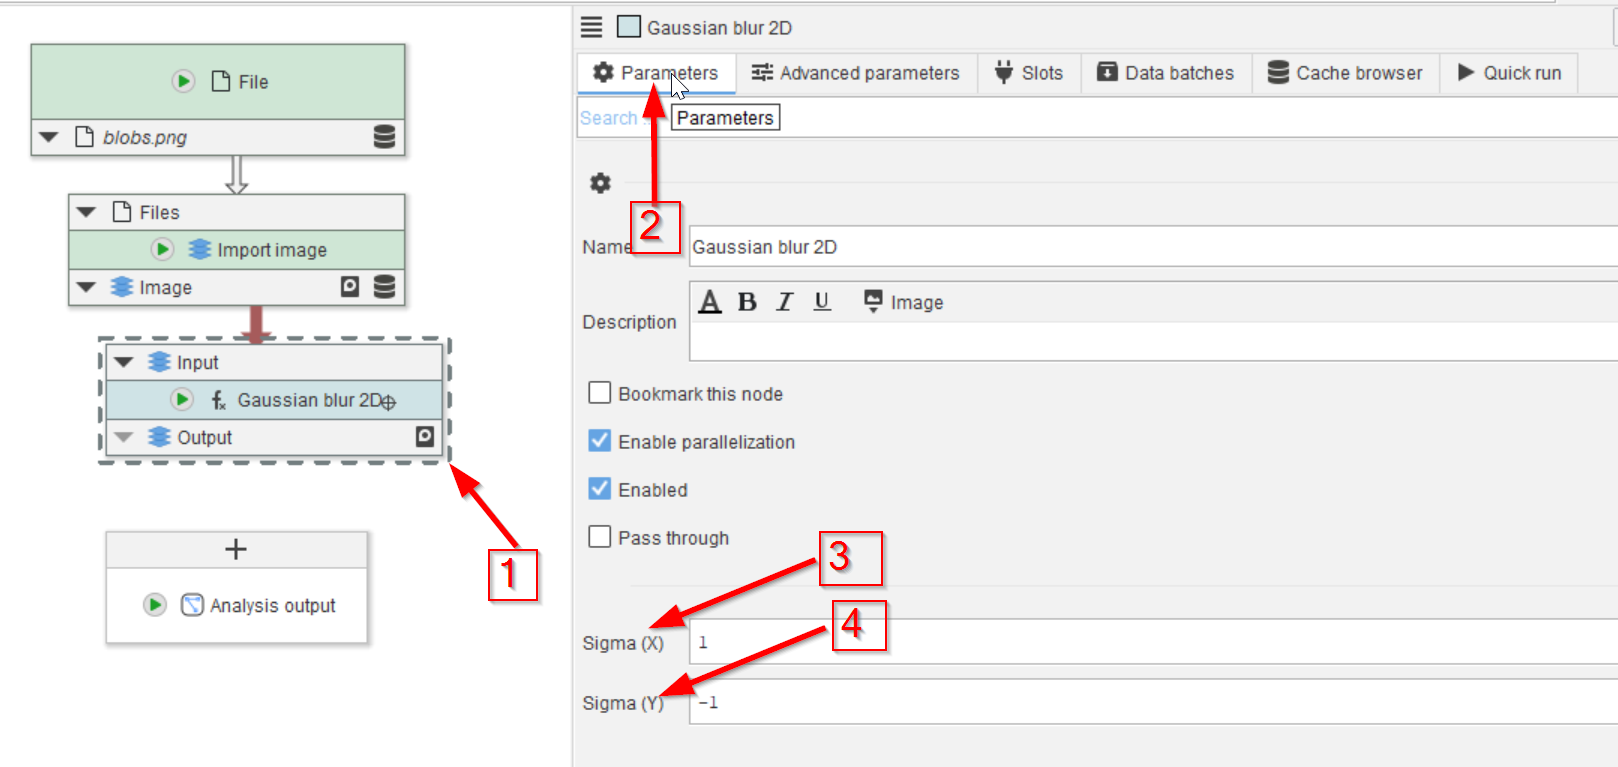 File
blobs.png
Files
Import image
Image
Input
fx Gaussian blur 2D
Output
1
+
Analysis output
Gaussian blur 2D
Parameters
Advanced parameters
Slots
Data batches
Cache browser
Quick run
Search
Parameters
2
Name
Gaussian blur 2D
Description
A B I U Image
Bookmark this node
Enable parallelization
Enabled
Pass through
3
4
Sigma (X) 1
Sigma (Y) -1